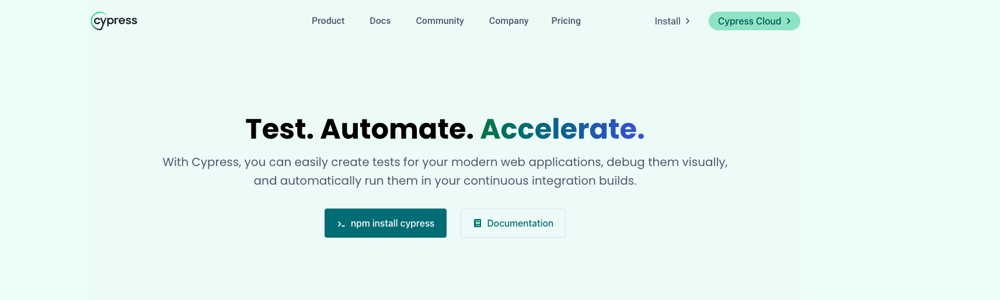 cypress
Product Docs Community Company Pricing Install Cypress Cloud
Test. Automate. Accelerate.
With Cypress, you can easily create tests for your modern web applications, debug them visually,
and automatically run them in your continuous integration builds.
npm install cypress Documentation